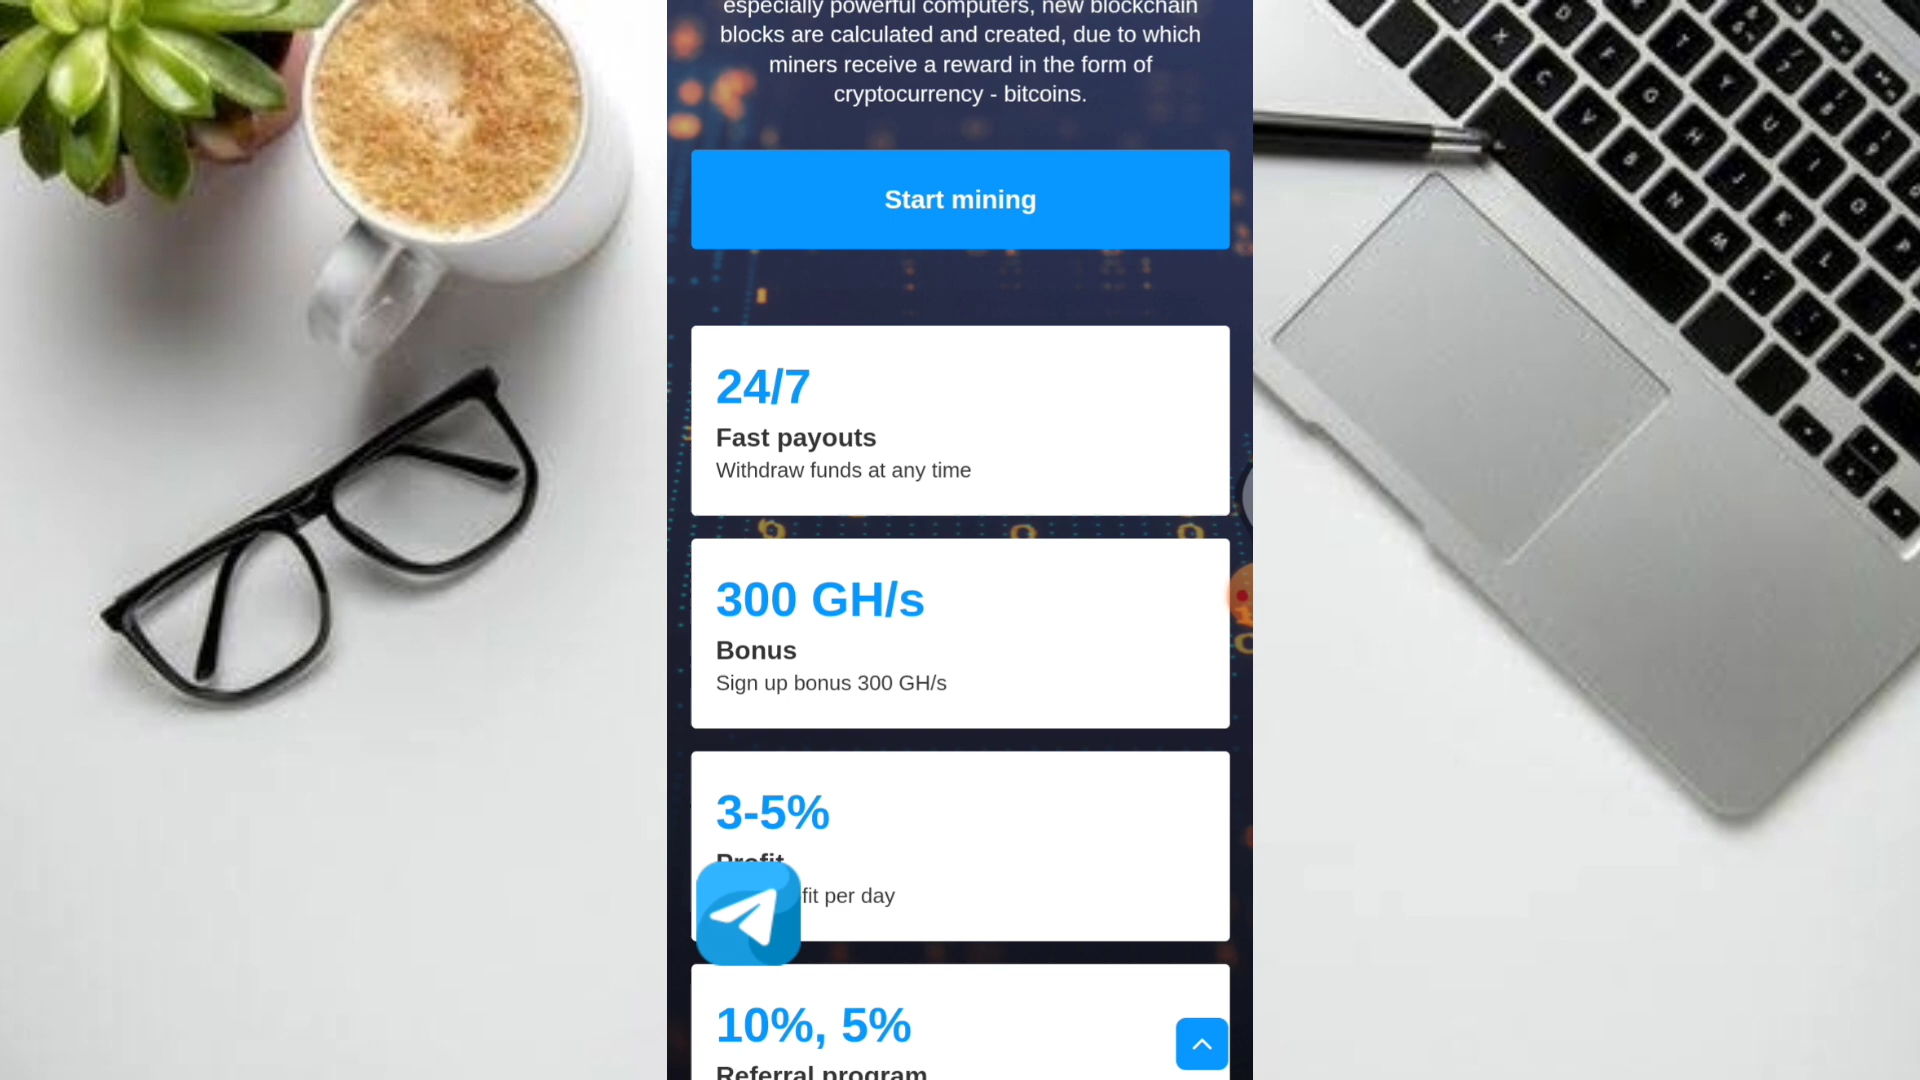 especially powerful computers, new blockchain
blocks are calculated and created, due to which
miners receive a reward in the form of
cryptocurrency - bitcoins.
Start mining
24/7
Fast payouts
Withdraw funds at any time
300 GH/s
Bonus
Sign up bonus 300 GH/s
3-5%
Profit
per day
10%, 5%
Referral program